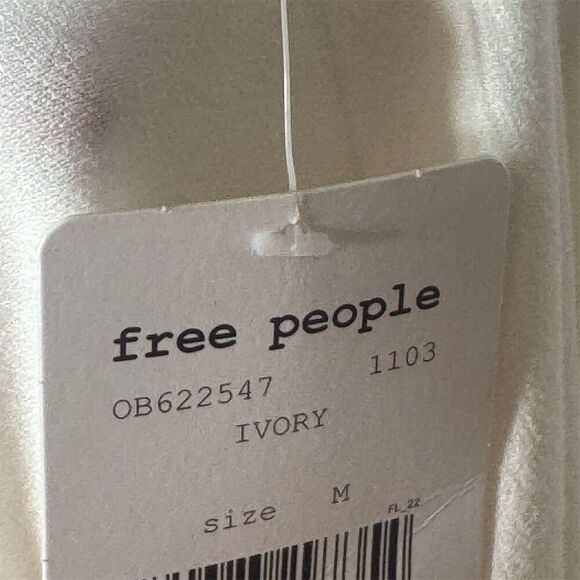 free people
OB622547 1103
IVORY
size M
FL_22